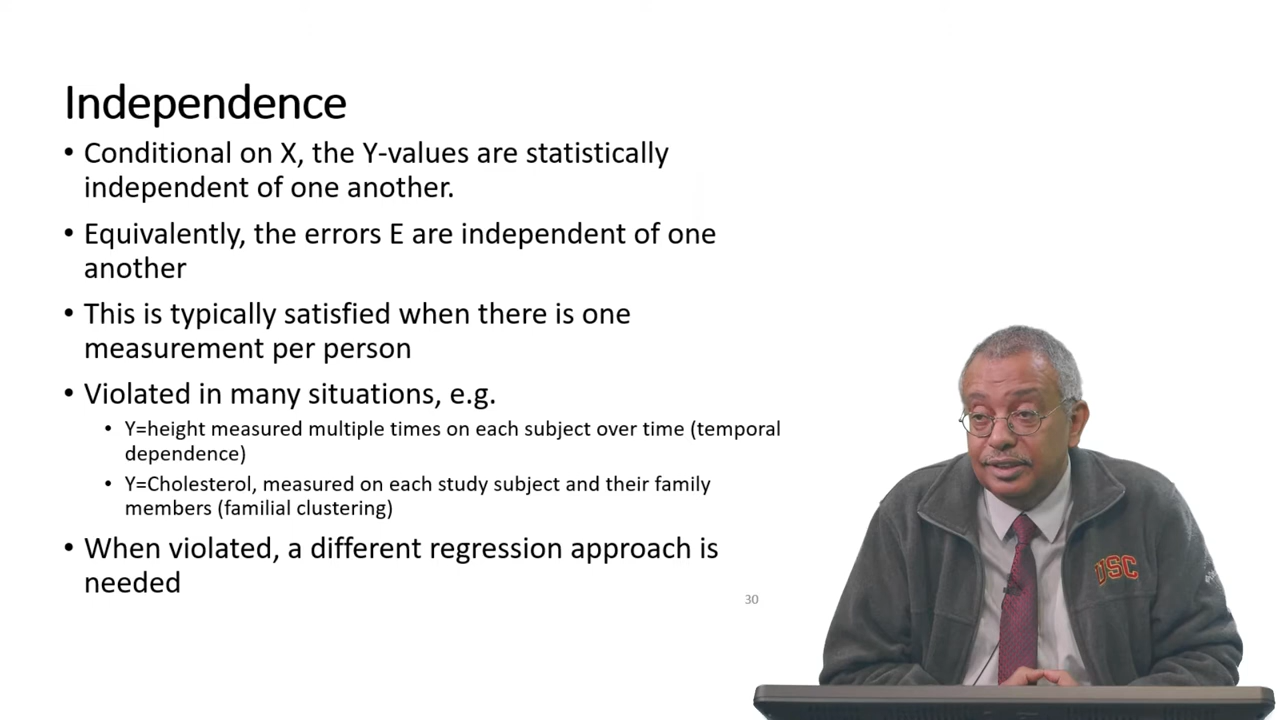 Independence
• Conditional on X, the Y-values are statistically
independent of one another.
• Equivalently, the errors E are independent of one
another
• This is typically satisfied when there is one
measurement per person
• Violated in many situations, e.g.
• Y=height measured multiple times on each subject over time (temporal
dependence)
• Y=Cholesterol, measured on each study subject and their family
members (familial clustering)
• When violated, a different regression approach is
needed
30
USC